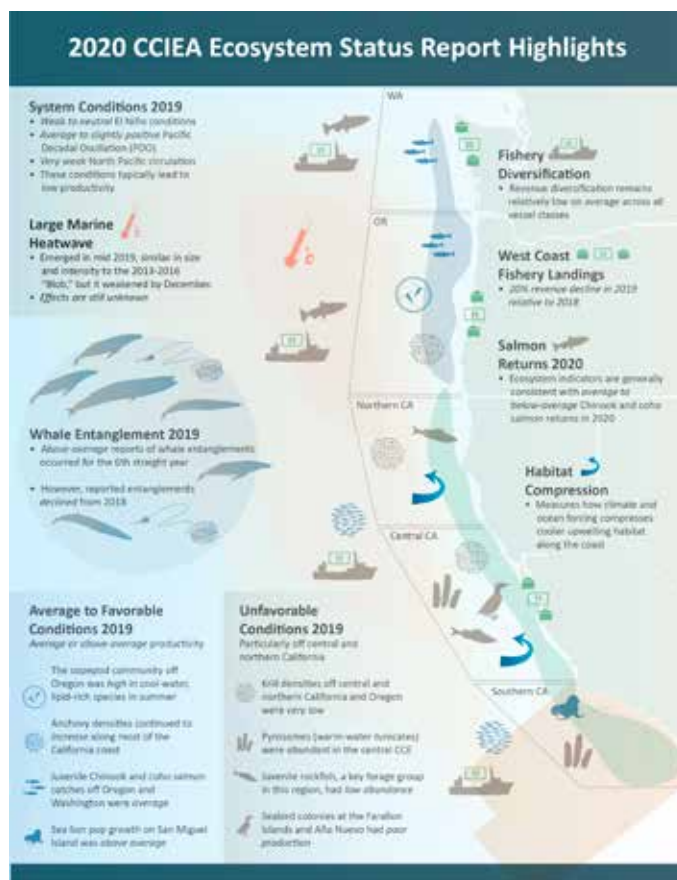 2020 CCIEA Ecosystem Status Report Highlights
System Conditions 2019
• Weak to neutral El Niño conditions
• Average to slightly positive Pacific
Decadal Oscillation (PDO)
• Very weak North Pacific circulation
• These conditions typically lead to
low productivity
Large Marine
Heatwave
• Emerged in mid 2019, similar in size
and intensity to the 2013-2016
"Blob," but it weakened by December.
• Effects are still unknown
Whale Entanglement 2019
• Above-average reports of whale entanglements
occurred for the 6th straight year
• However, reported entanglements
declined from 2018
WA
OR
Northern CA
Central CA
Southern CA
Fishery
Diversification
• Revenue diversification remains
relatively low on average across all
vessel classes
West Coast
Fishery Landings
• 20% revenue decline in 2019
relative to 2018
Salmon
Returns 2020
• Ecosystem indicators are generally
consistent with average to
below-average Chinook and coho
salmon returns in 2020
Habitat
Compression
• Measures how climate and
ocean forcing compresses
cooler upwelling habitat
along the coast
Average to Favorable
Conditions 2019
Average or above-average productivity
The copepod community off
Oregon was high in cool-water,
lipid-rich species in summer
Anchovy densities continued to
increase along most of the
California coast
Juvenile Chinook and coho salmon
catches off Oregon and
Washington were average
Sea lion pup growth on San Miguel
Island was above average
Unfavorable
Conditions 2019
Particularly off central and
northern California
Krill densities off central and
northern California and Oregon
were very low
Pyrosomes (warm-water tunicates)
were abundant in the central CCE
Juvenile rockfish, a key forage group
in this region, had low abundance
Seabird colonies at the Farallon
Islands and Año Nuevo had poor
production